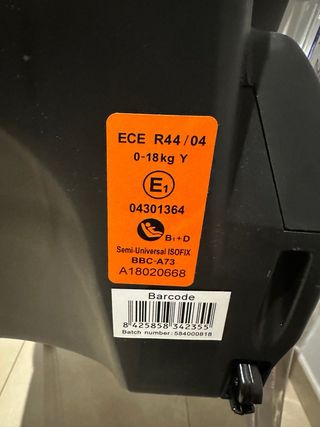 ECE R44/04
0-18kg Y
E1
04301364
B1+D
Semi-Universal ISOFIX
BBC-A73
A18020668
Barcode
8 425858 342355
Batch number: 584000818